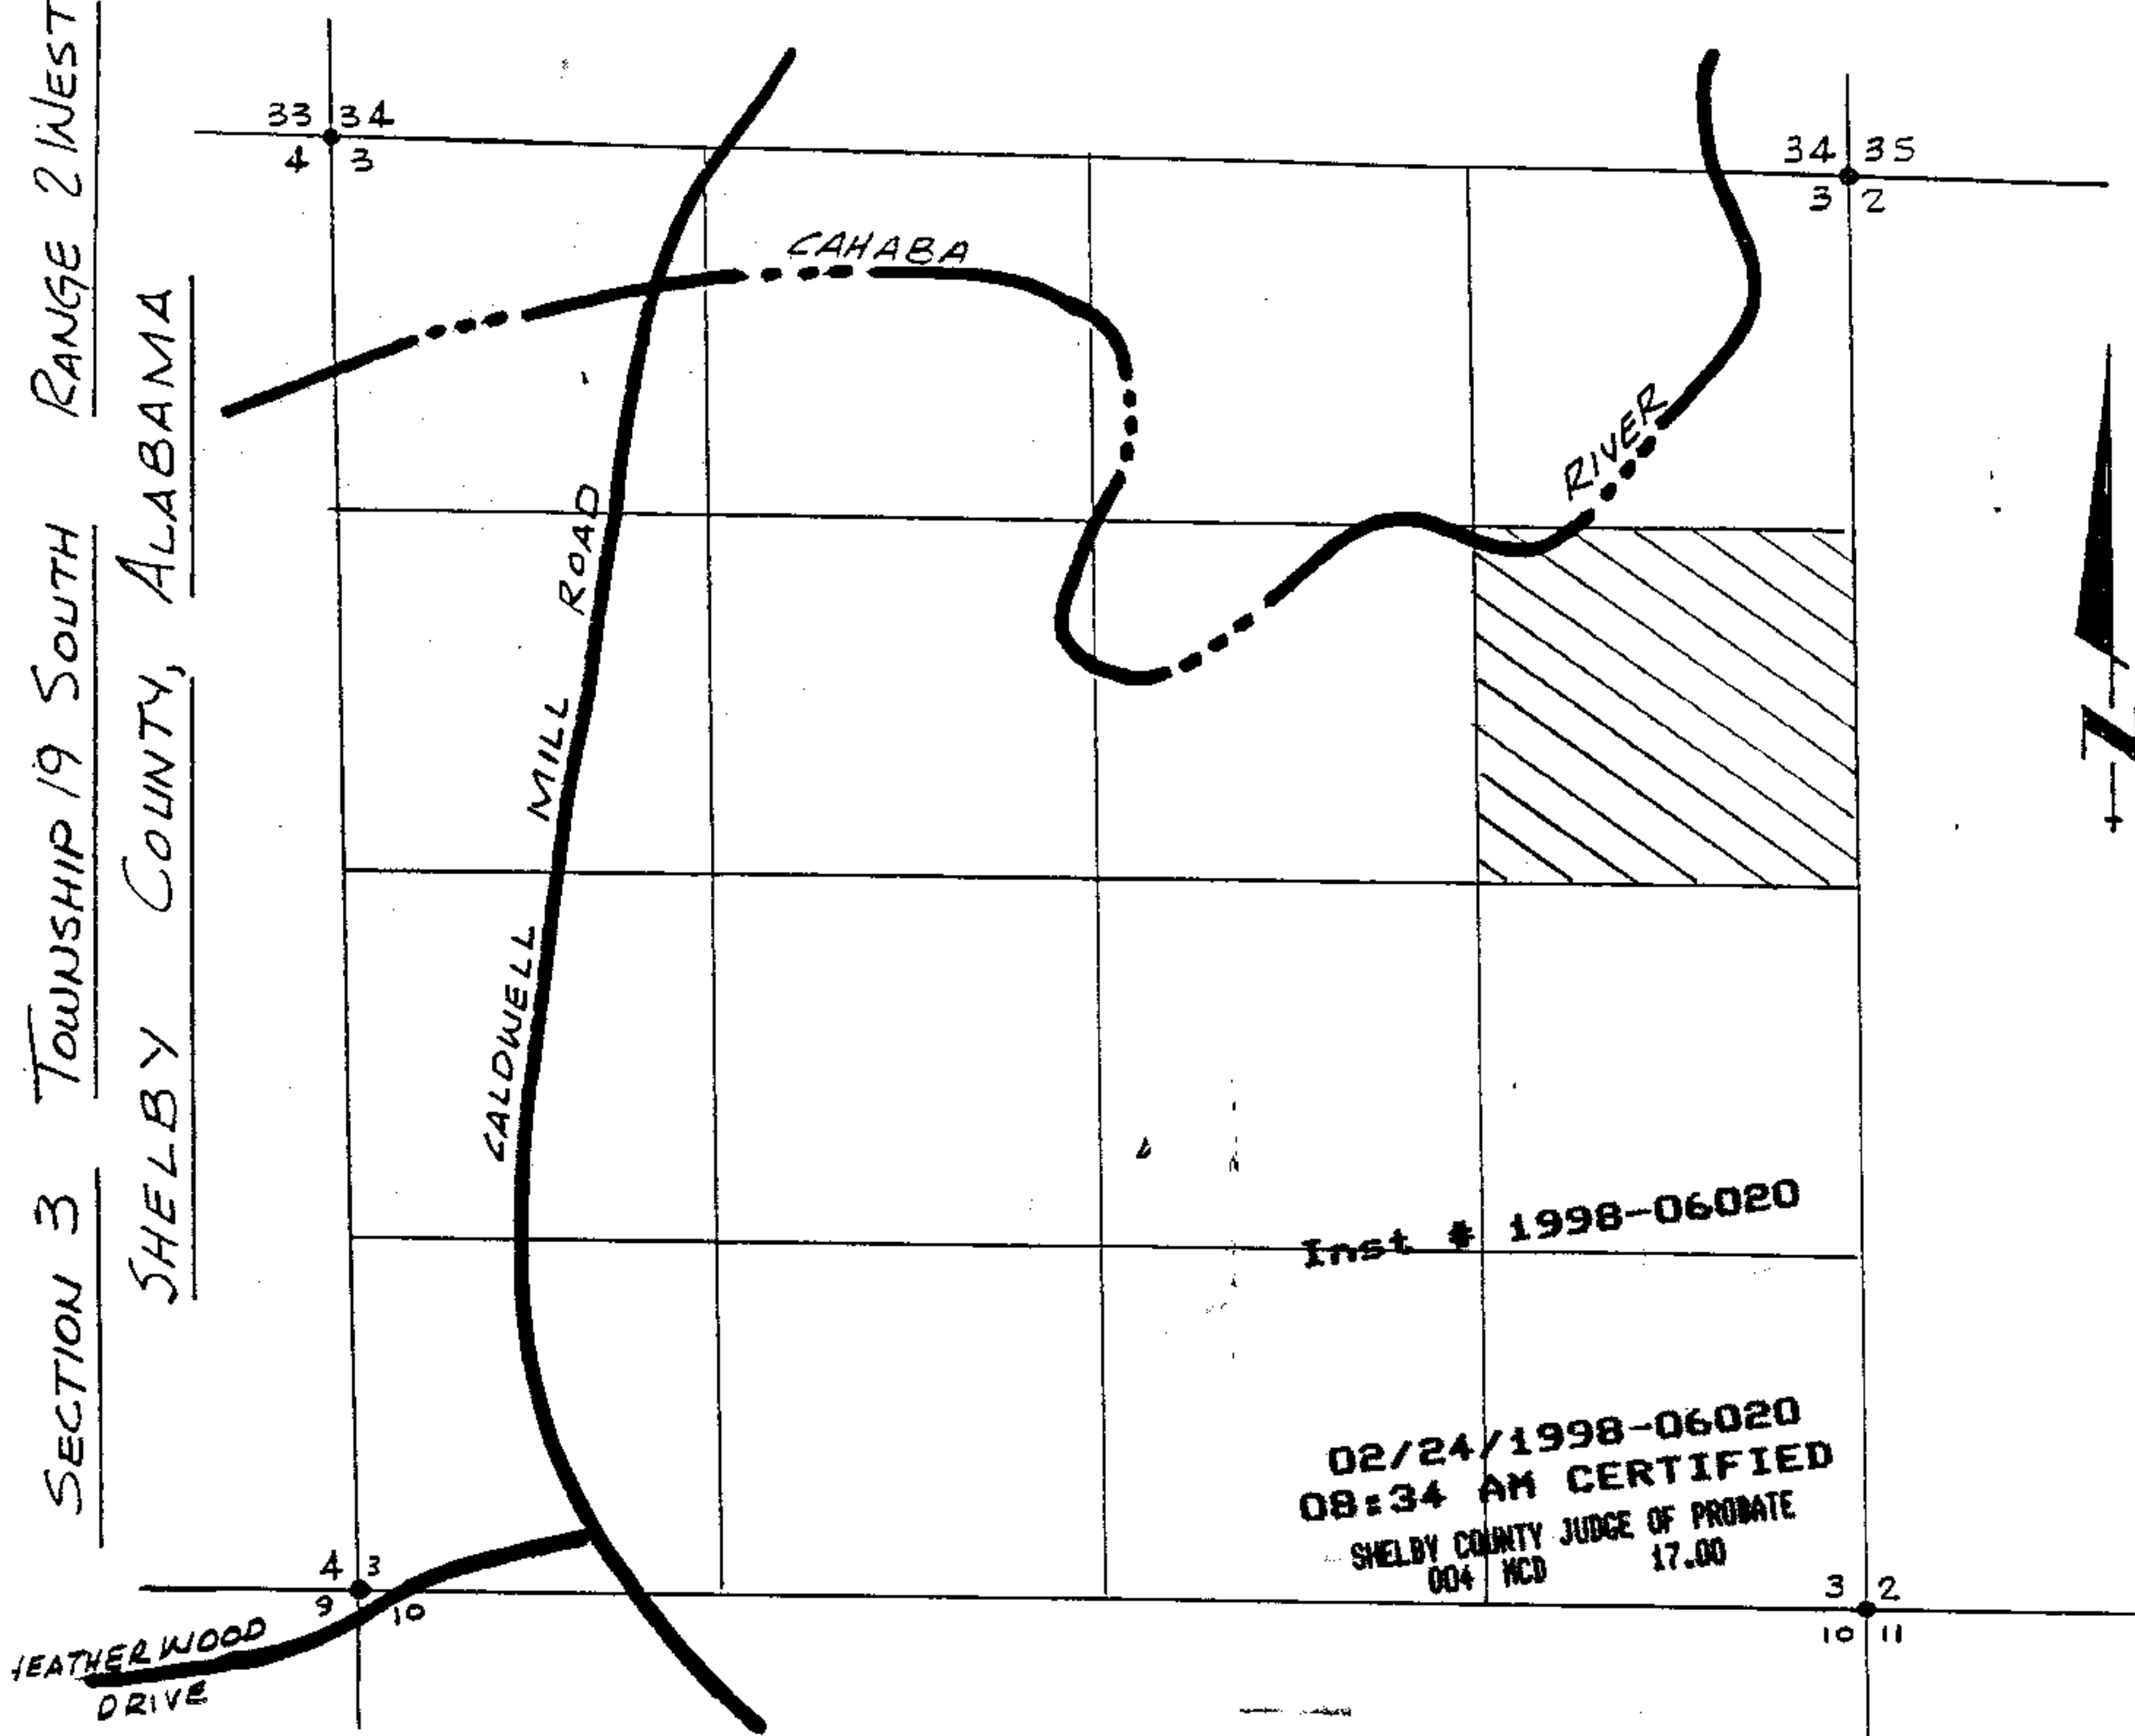 SECTION 3 TOWNSHIP 19 SOUTH RANGE 2 WEST
SHELBY COUNTY, ALABAMA
33 34
4 3
34 35
3 2
CAHABA
RIVER
CALDWELL MILL ROAD
N
Inst # 1998-06020
02/24/1998-06020
08:34 AM CERTIFIED
SHELBY COUNTY JUDGE OF PROBATE
004 MCD 17.00
4 3
9 10
3 2
10 11
HEATHERWOOD
DRIVE